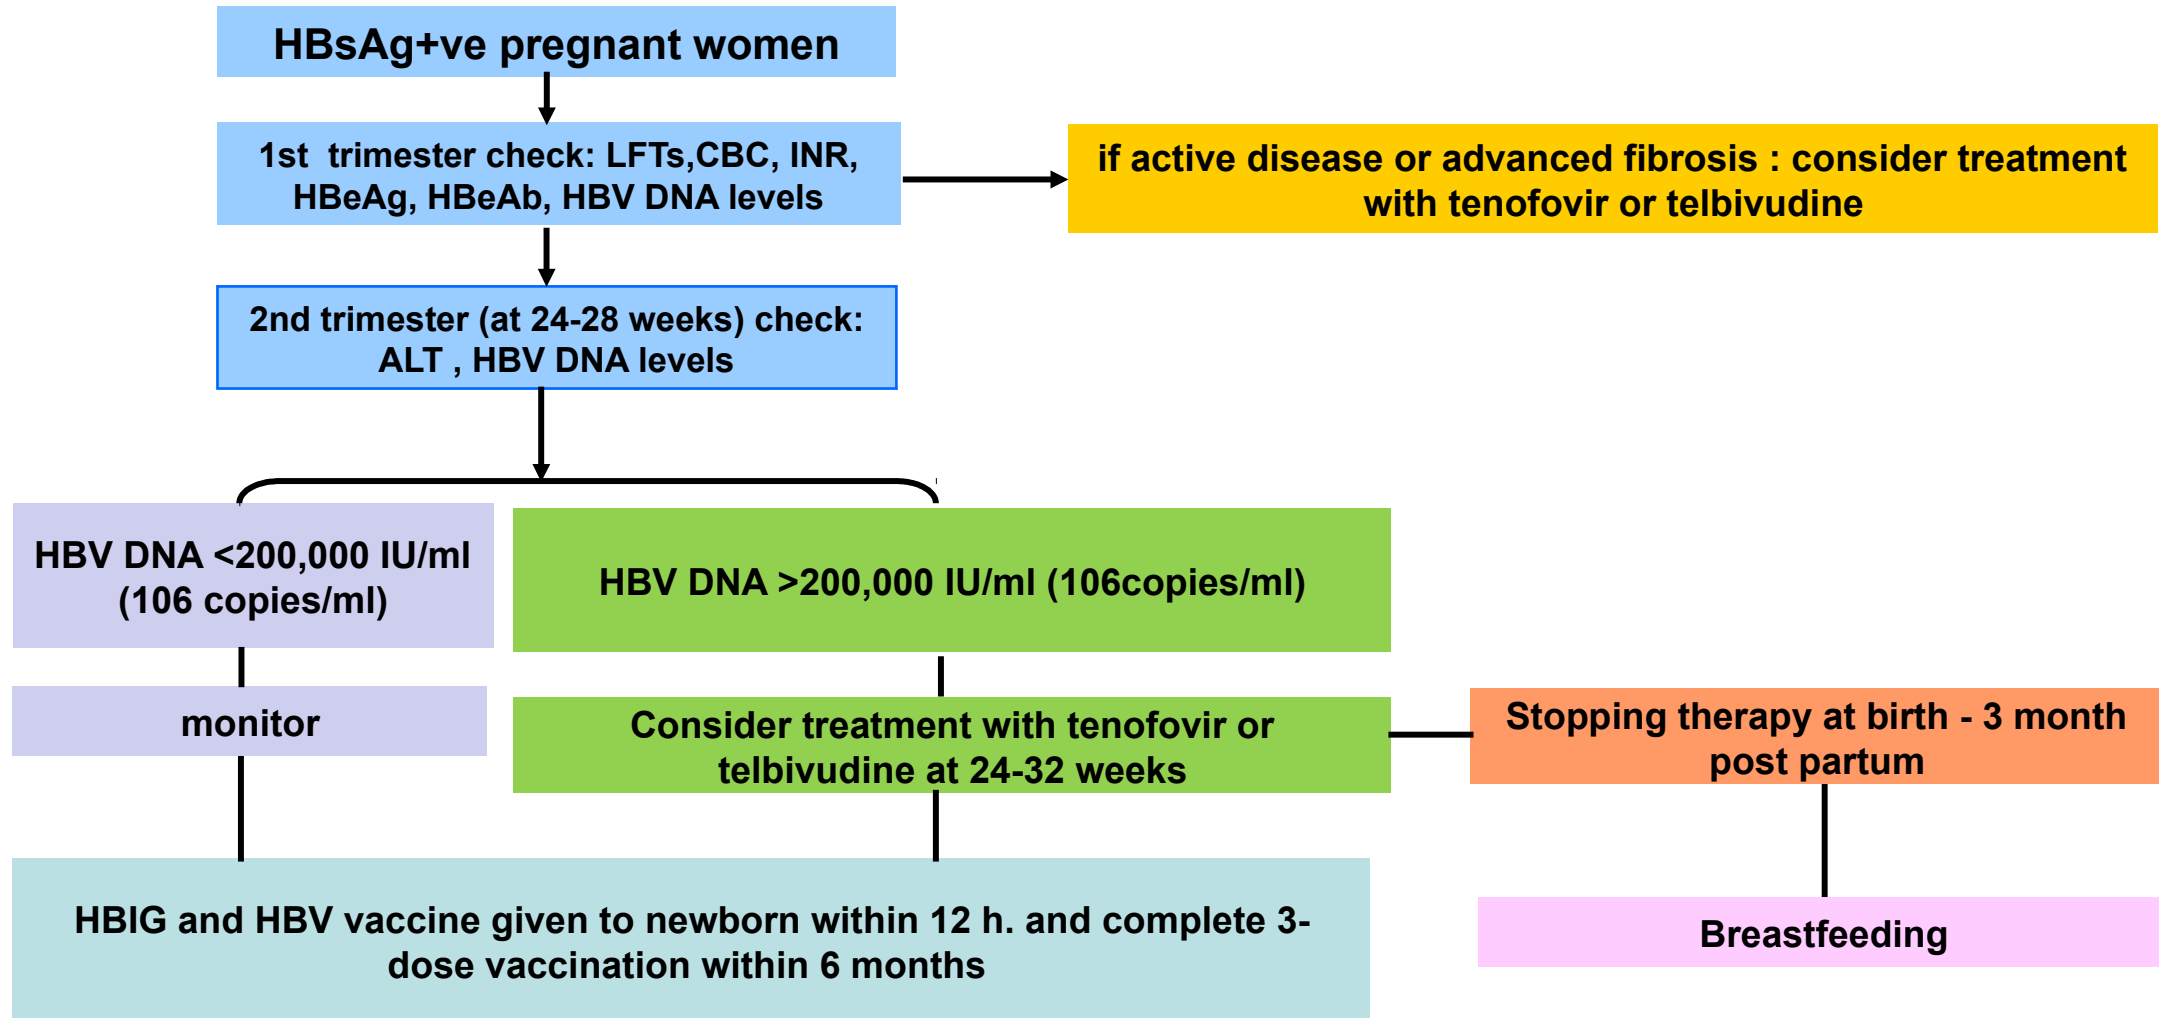 HBsAg+ve pregnant women
1st  trimester check: LFTs,CBC, INR,
HBeAg, HBeAb, HBV DNA levels
if active disease or advanced fibrosis : consider treatment
with tenofovir or telbivudine
2nd trimester (at 24-28 weeks) check:
ALT , HBV DNA levels
HBV DNA <200,000 IU/ml
(106 copies/ml)
HBV DNA >200,000 IU/ml (106copies/ml)
monitor
Consider treatment with tenofovir or
telbivudine at 24-32 weeks
Stopping therapy at birth - 3 month
post partum
HBIG and HBV vaccine given to newborn within 12 h. and complete 3-
dose vaccination within 6 months
Breastfeeding